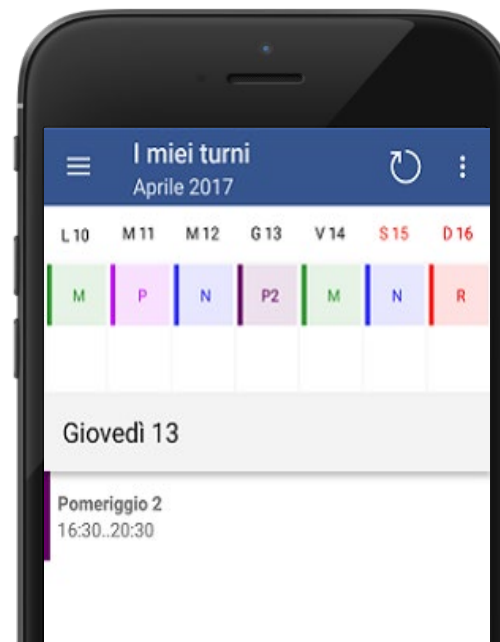 I miei turni
Aprile 2017
L 10 M 11 M 12 G 13 V 14 S 15 D 16
M P N P2 M N R
Giovedì 13
Pomeriggio 2
16:30..20:30